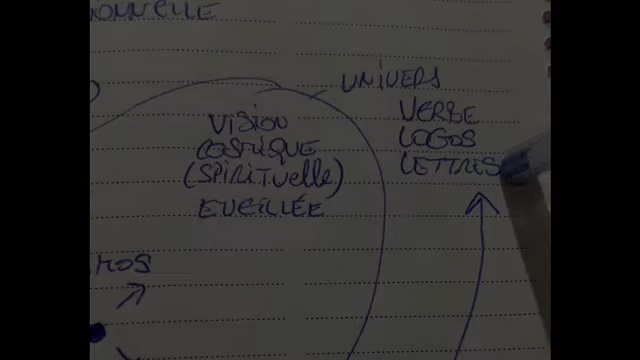 UNIVERS
VISION
COSMIQUE
(SPIRITUELLE)
EVEILLÉE
VERBE
LOGOS
LETTRES